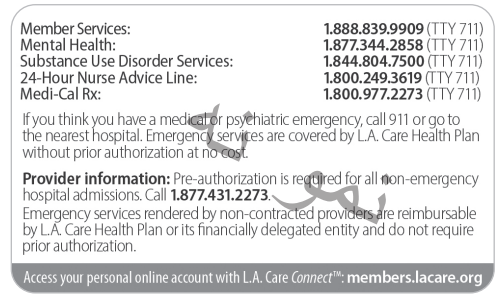 Member Services: 1.888.839.9909 (TTY 711)
Mental Health: 1.877.344.2858 (TTY 711)
Substance Use Disorder Services: 1.844.804.7500 (TTY 711)
24-Hour Nurse Advice Line: 1.800.249.3619 (TTY 711)
Medi-Cal Rx: 1.800.977.2273 (TTY 711)
If you think you have a medical or psychiatric emergency, call 911 or go to
the nearest hospital. Emergency services are covered by L.A. Care Health Plan
without prior authorization at no cost.
نمونه
Provider information: Pre-authorization is required for all non-emergency
hospital admissions. Call 1.877.431.2273.
Emergency services rendered by non-contracted providers are reimbursable
by L.A. Care Health Plan or its financially delegated entity and do not require
prior authorization.
Access your personal online account with L.A. Care Connect™: members.lacare.org